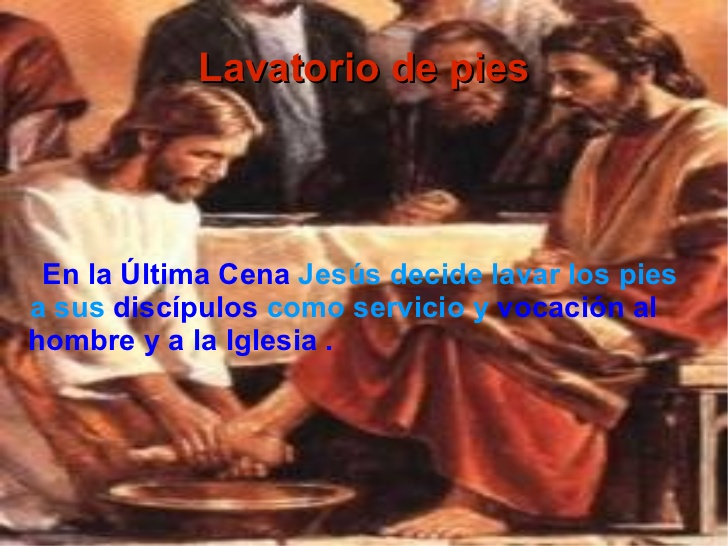 Lavatorio de pies
En la Última Cena Jesús decide lavar los pies
a sus discípulos como servicio y vocación al
hombre y a la Iglesia .